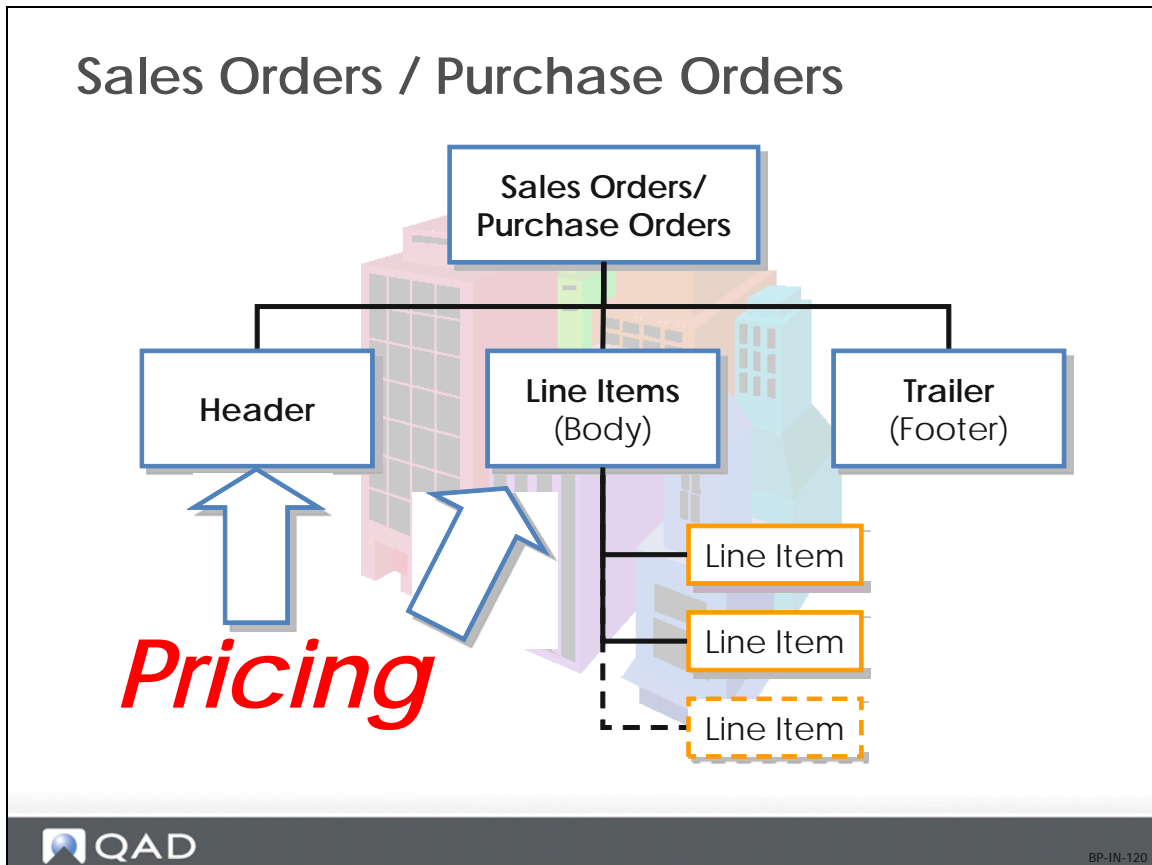 Sales Orders / Purchase Orders
Sales Orders/
Purchase Orders
Header
Line Items
(Body)
Trailer
(Footer)
Line Item
Line Item
Line Item
Pricing
QAD
BP-IN-120